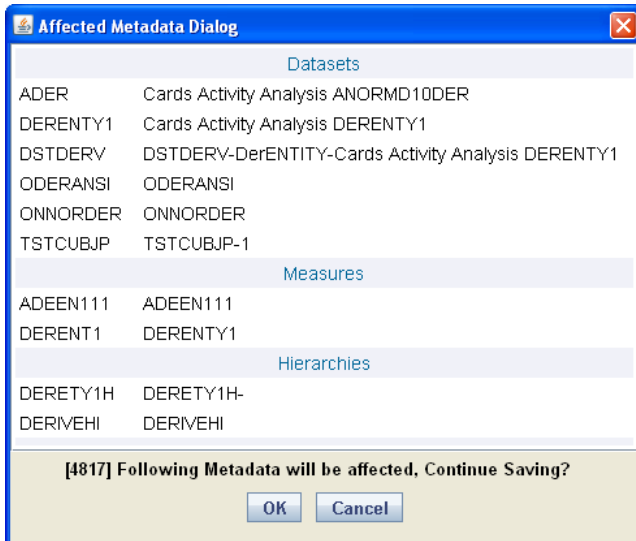 Affected Metadata Dialog
Datasets
ADER Cards Activity Analysis ANORMD10DER
DERENTY1 Cards Activity Analysis DERENTY1
DSTDERV DSTDERV-DerENTITY-Cards Activity Analysis DERENTY1
ODERANSI ODERANSI
ONNORDER ONNORDER
TSTCUBJP TSTCUBJP-1
Measures
ADEEN111 ADEEN111
DERENT1 DERENTY1
Hierarchies
DERETY1H DERETY1H-
DERIVEHI DERIVEHI
[4817] Following Metadata will be affected, Continue Saving?
OK Cancel